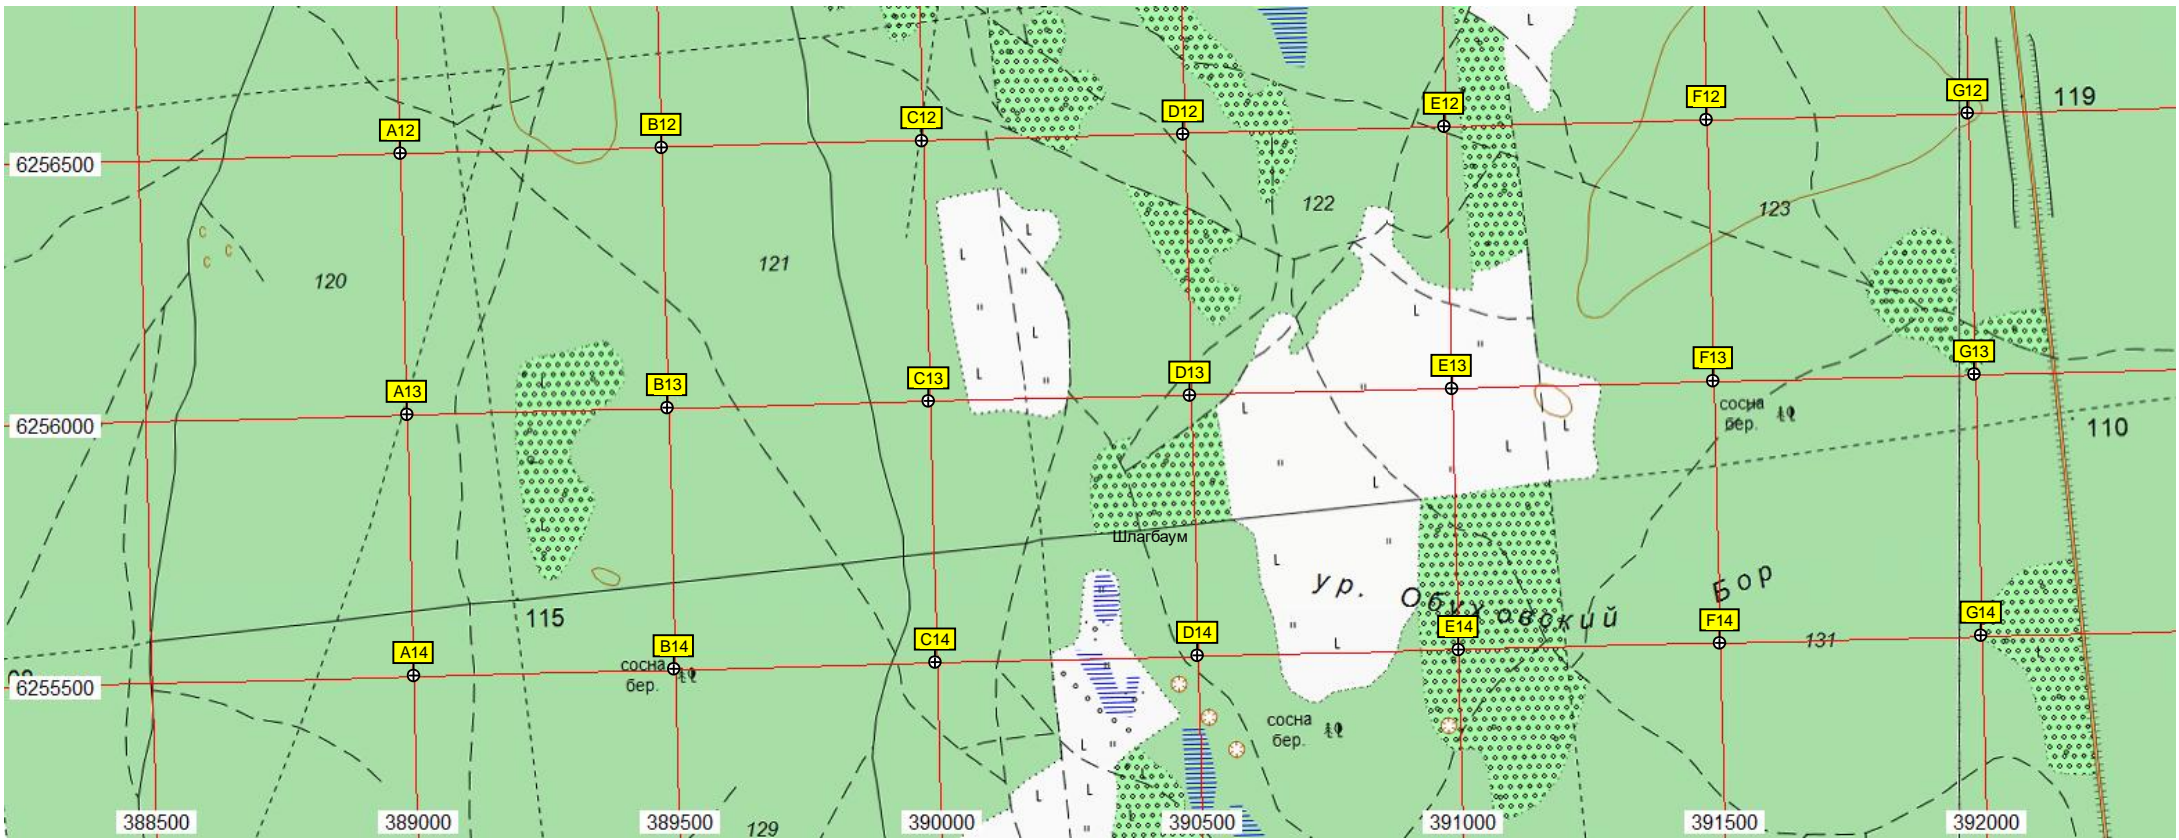 119
G12
F12
E12
D12
C12
B12
A12
6256500
122
123
121
120
G13
F13
E13
D13
C13
B13
A13
сосна
бер.
6256000
110
Шлагбаум
ур. Обуховский Бор
115
G14
F14
E14
D14
C14
B14
A14
131
сосна
бер.
6255500
сосна
бер.
388500 389000 389500 390000 390500 391000 391500 392000
129